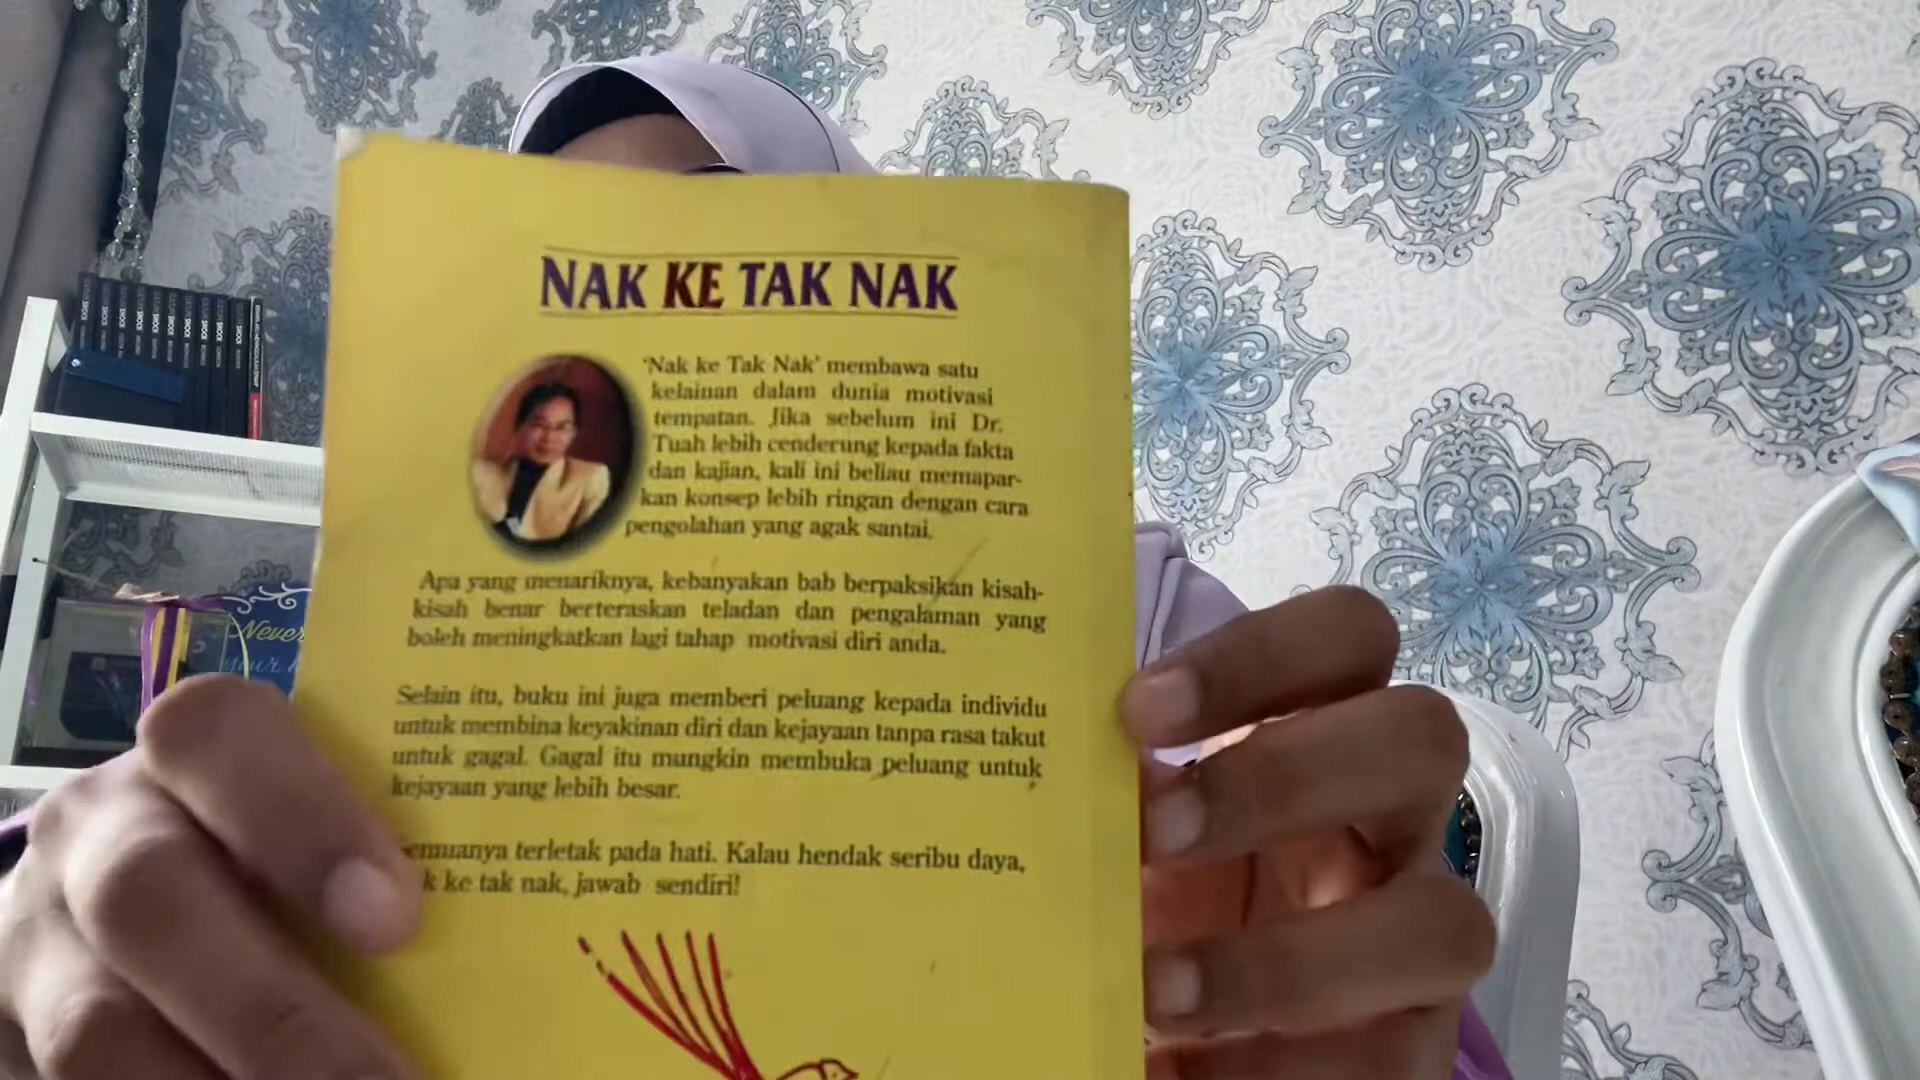 NAK KE TAK NAK
'Nak ke Tak Nak' membawa satu
kelainan dalam dunia motivasi
tempatan. Jika sebelum ini Dr.
Tuah lebih cenderung kepada fakta
dan kajian, kali ini beliau memapar-
kan konsep lebih ringan dengan cara
pengolahan yang agak santai.
Apa yang menariknya, kebanyakan bab berpaksikan kisah-
kisah benar berteraskan teladan dan pengalaman yang
boleh meningkatkan lagi tahap motivasi diri anda.
Selain itu, buku ini juga memberi peluang kepada individu
untuk membina keyakinan diri dan kejayaan tanpa rasa takut
untuk gagal. Gagal itu mungkin membuka peluang untuk
kejayaan yang lebih besar.
emuanya terletak pada hati. Kalau hendak seribu daya,
k ke tak nak, jawab sendiri!
Never
your